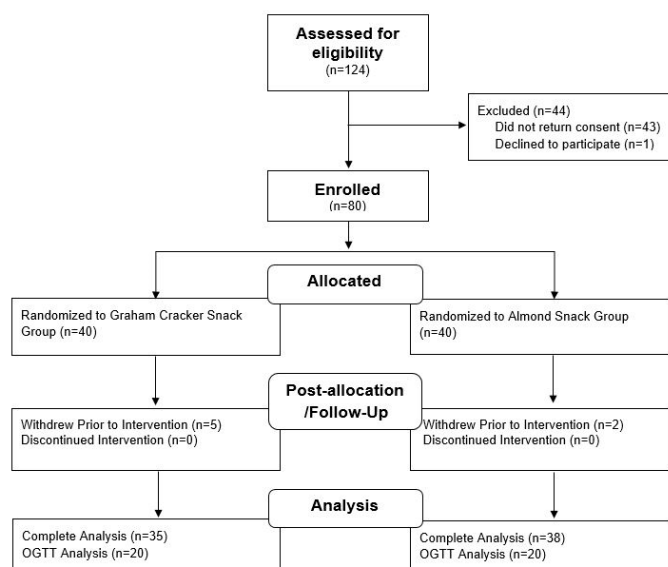 Assessed for
eligibility
(n=124)
Excluded (n=44)
Did not return consent (n=43)
Declined to participate (n=1)
Enrolled
(n=80)
Allocated
Randomized to Graham Cracker Snack
Group (n=40)
Randomized to Almond Snack Group
(n=40)
Post-allocation
/Follow-Up
Withdrew Prior to Intervention (n=5)
Discontinued Intervention (n=0)
Withdrew Prior to Intervention (n=2)
Discontinued Intervention (n=0)
Analysis
Complete Analysis (n=35)
OGTT Analysis (n=20)
Complete Analysis (n=38)
OGTT Analysis (n=20)